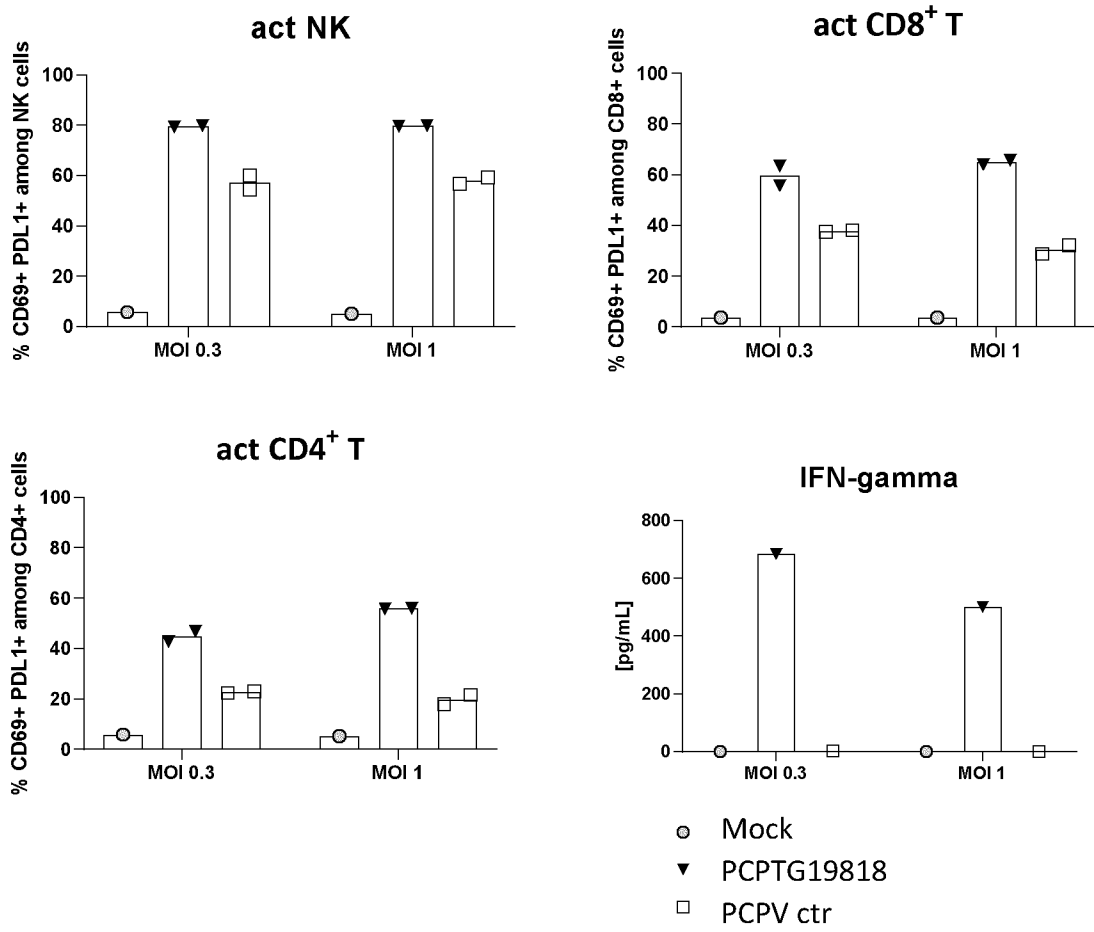 act NK
% CD69+ PDL1+ among NK cells
100
80
60
40
20
0
MOI 0.3
MOI 1
act CD8⁺ T
% CD69+ PDL1+ among CD8+ cells
100
80
60
40
20
0
MOI 0.3
MOI 1
act CD4⁺ T
% CD69+ PDL1+ among CD4+ cells
100
80
60
40
20
0
MOI 0.3
MOI 1
IFN-gamma
[pg/mL]
800
600
400
200
0
MOI 0.3
MOI 1
Mock
PCPTG19818
PCPV ctr